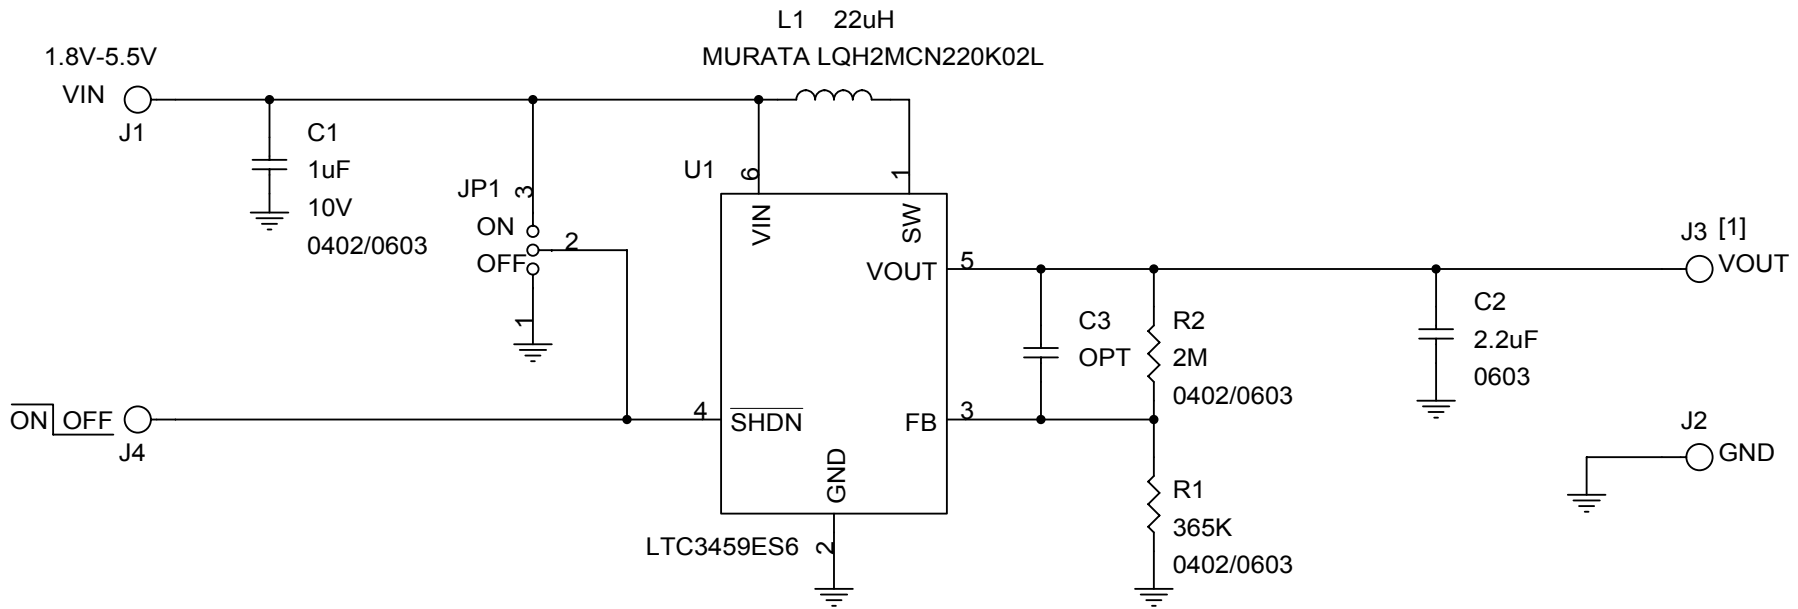 L1 22uH
MURATA LQH2MCN220K02L
1.8V-5.5V
VIN
J1
C1
1uF
10V
0402/0603
JP1
3
ON
2
OFF
1
U1
6
1
VIN
SW
VOUT
5
J3 [1]
VOUT
C3
OPT
R2
2M
0402/0603
C2
2.2uF
0603
ON OFF
J4
4
SHDN
FB
3
J2
GND
GND
R1
365K
0402/0603
LTC3459ES6
2